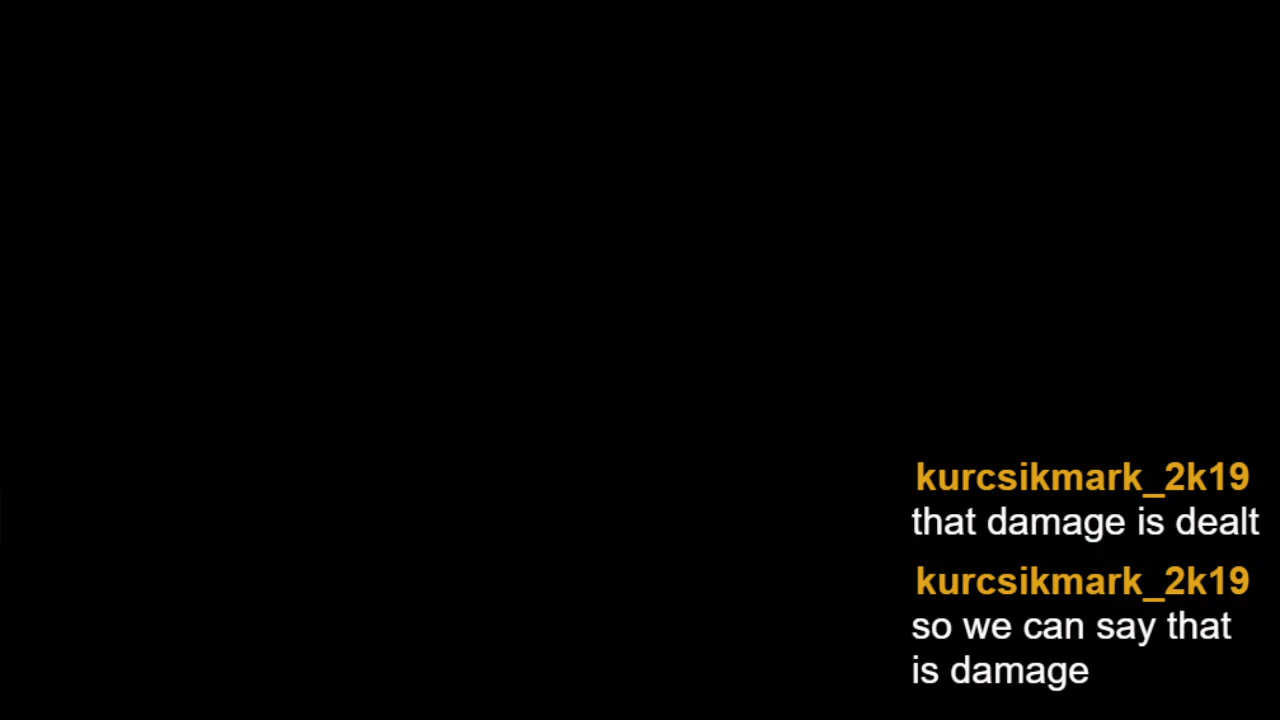 kurcsikmark_2k19
that damage is dealt
kurcsikmark_2k19
so we can say that
is damage